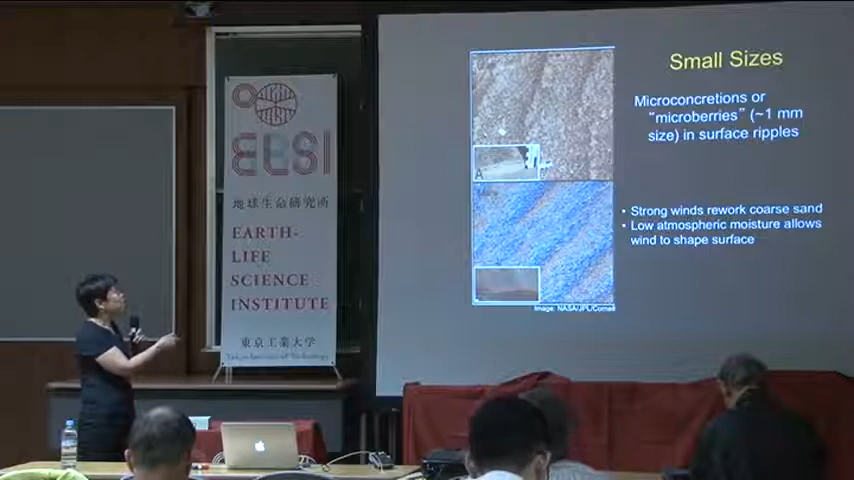 ELSI
地球生命研究所
EARTH-
LIFE
SCIENCE
INSTITUTE
東京工業大学
Tokyo Institute of Technology
Small Sizes
Microconcretions or
"microberries" (~1 mm
size) in surface ripples
A
• Strong winds rework coarse sand
• Low atmospheric moisture allows
wind to shape surface
Image: NASA/JPL/Cornell